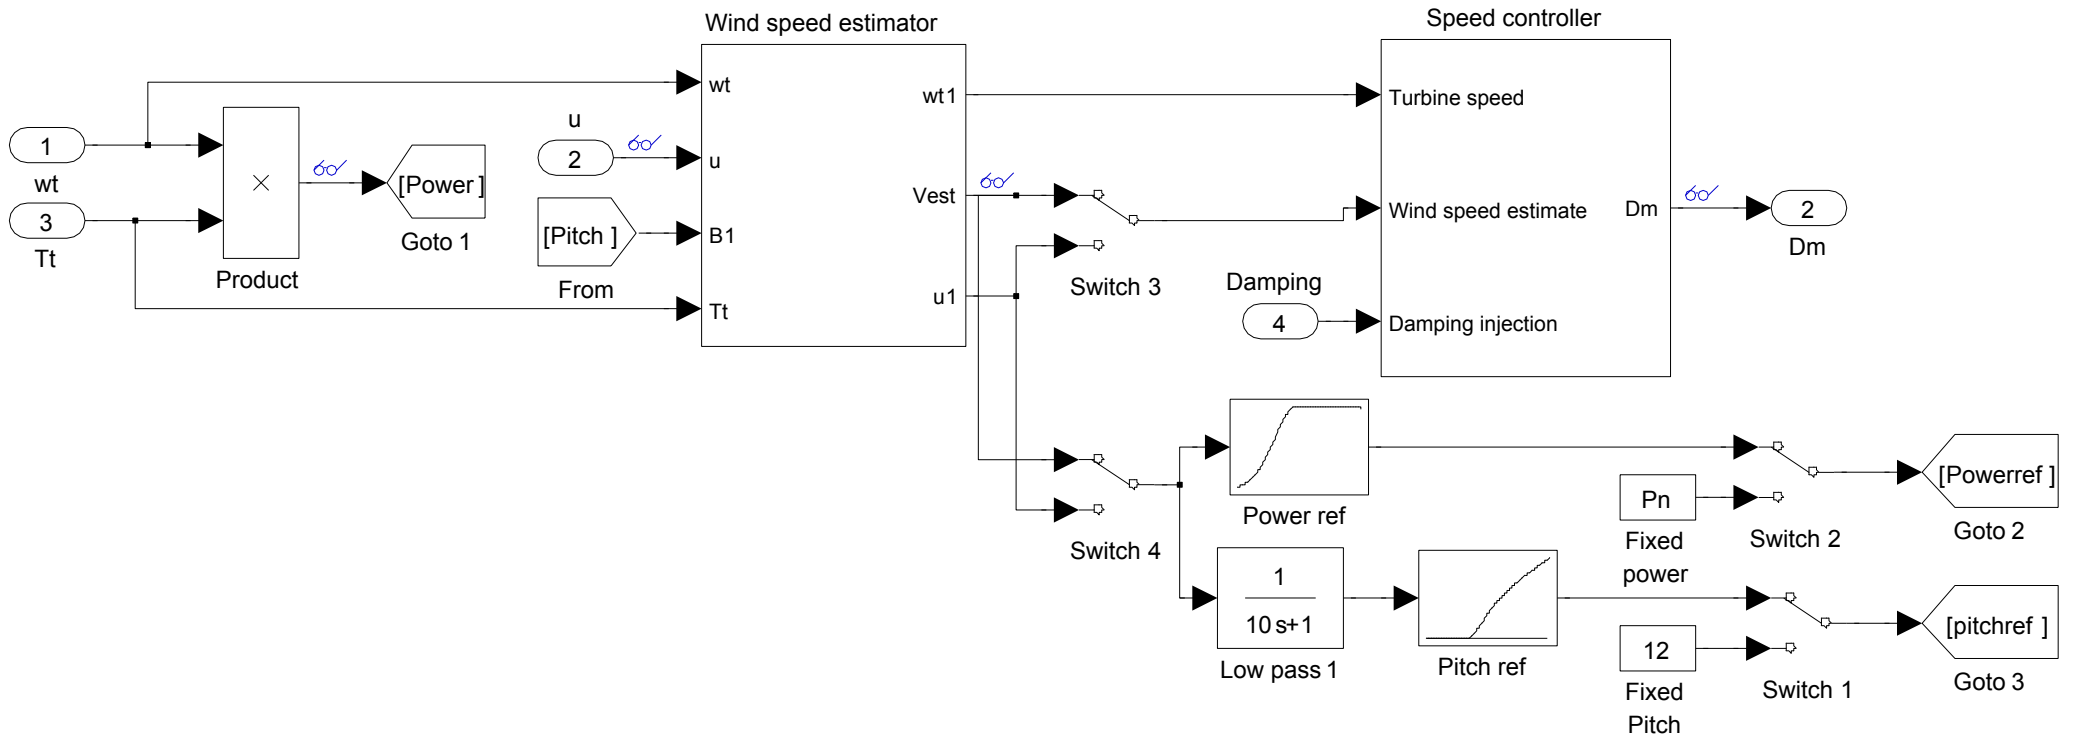 Wind speed estimator
Speed controller
wt
wt1
Turbine speed
1
wt
×
[Power ]
Goto 1
u
2
u
Vest
Wind speed estimate
Dm
2
Dm
3
Tt
Product
[Pitch ]
From
B1
Switch 3
Damping
4
Damping injection
u1
Tt
Switch 4
Power ref
Pn
Fixed
power
Switch 2
[Powerref ]
Goto 2
1
10 s+1
Low pass 1
Pitch ref
12
Fixed
Pitch
Switch 1
[pitchref ]
Goto 3